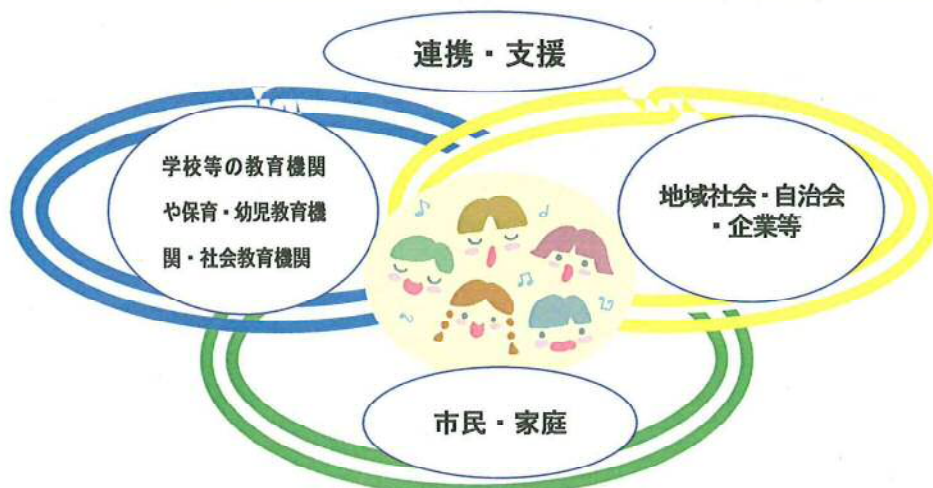 連携・支援
学校等の教育機関
や保育・幼児教育機
関・社会教育機関
地域社会・自治会
・企業等
市民・家庭